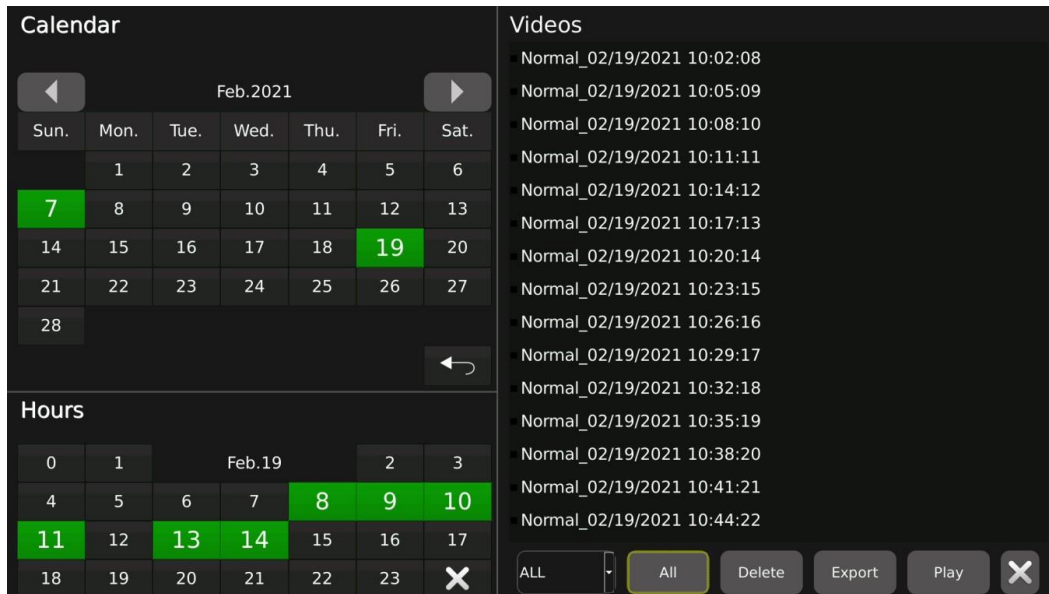 Calendar
Feb.2021
Sun. Mon. Tue. Wed. Thu. Fri. Sat.
1 2 3 4 5 6
7 8 9 10 11 12 13
14 15 16 17 18 19 20
21 22 23 24 25 26 27
28
Hours
0 1 Feb.19 2 3
4 5 6 7 8 9 10
11 12 13 14 15 16 17
18 19 20 21 22 23
Videos
Normal_02/19/2021 10:02:08
Normal_02/19/2021 10:05:09
Normal_02/19/2021 10:08:10
Normal_02/19/2021 10:11:11
Normal_02/19/2021 10:14:12
Normal_02/19/2021 10:17:13
Normal_02/19/2021 10:20:14
Normal_02/19/2021 10:23:15
Normal_02/19/2021 10:26:16
Normal_02/19/2021 10:29:17
Normal_02/19/2021 10:32:18
Normal_02/19/2021 10:35:19
Normal_02/19/2021 10:38:20
Normal_02/19/2021 10:41:21
Normal_02/19/2021 10:44:22
ALL All Delete Export Play